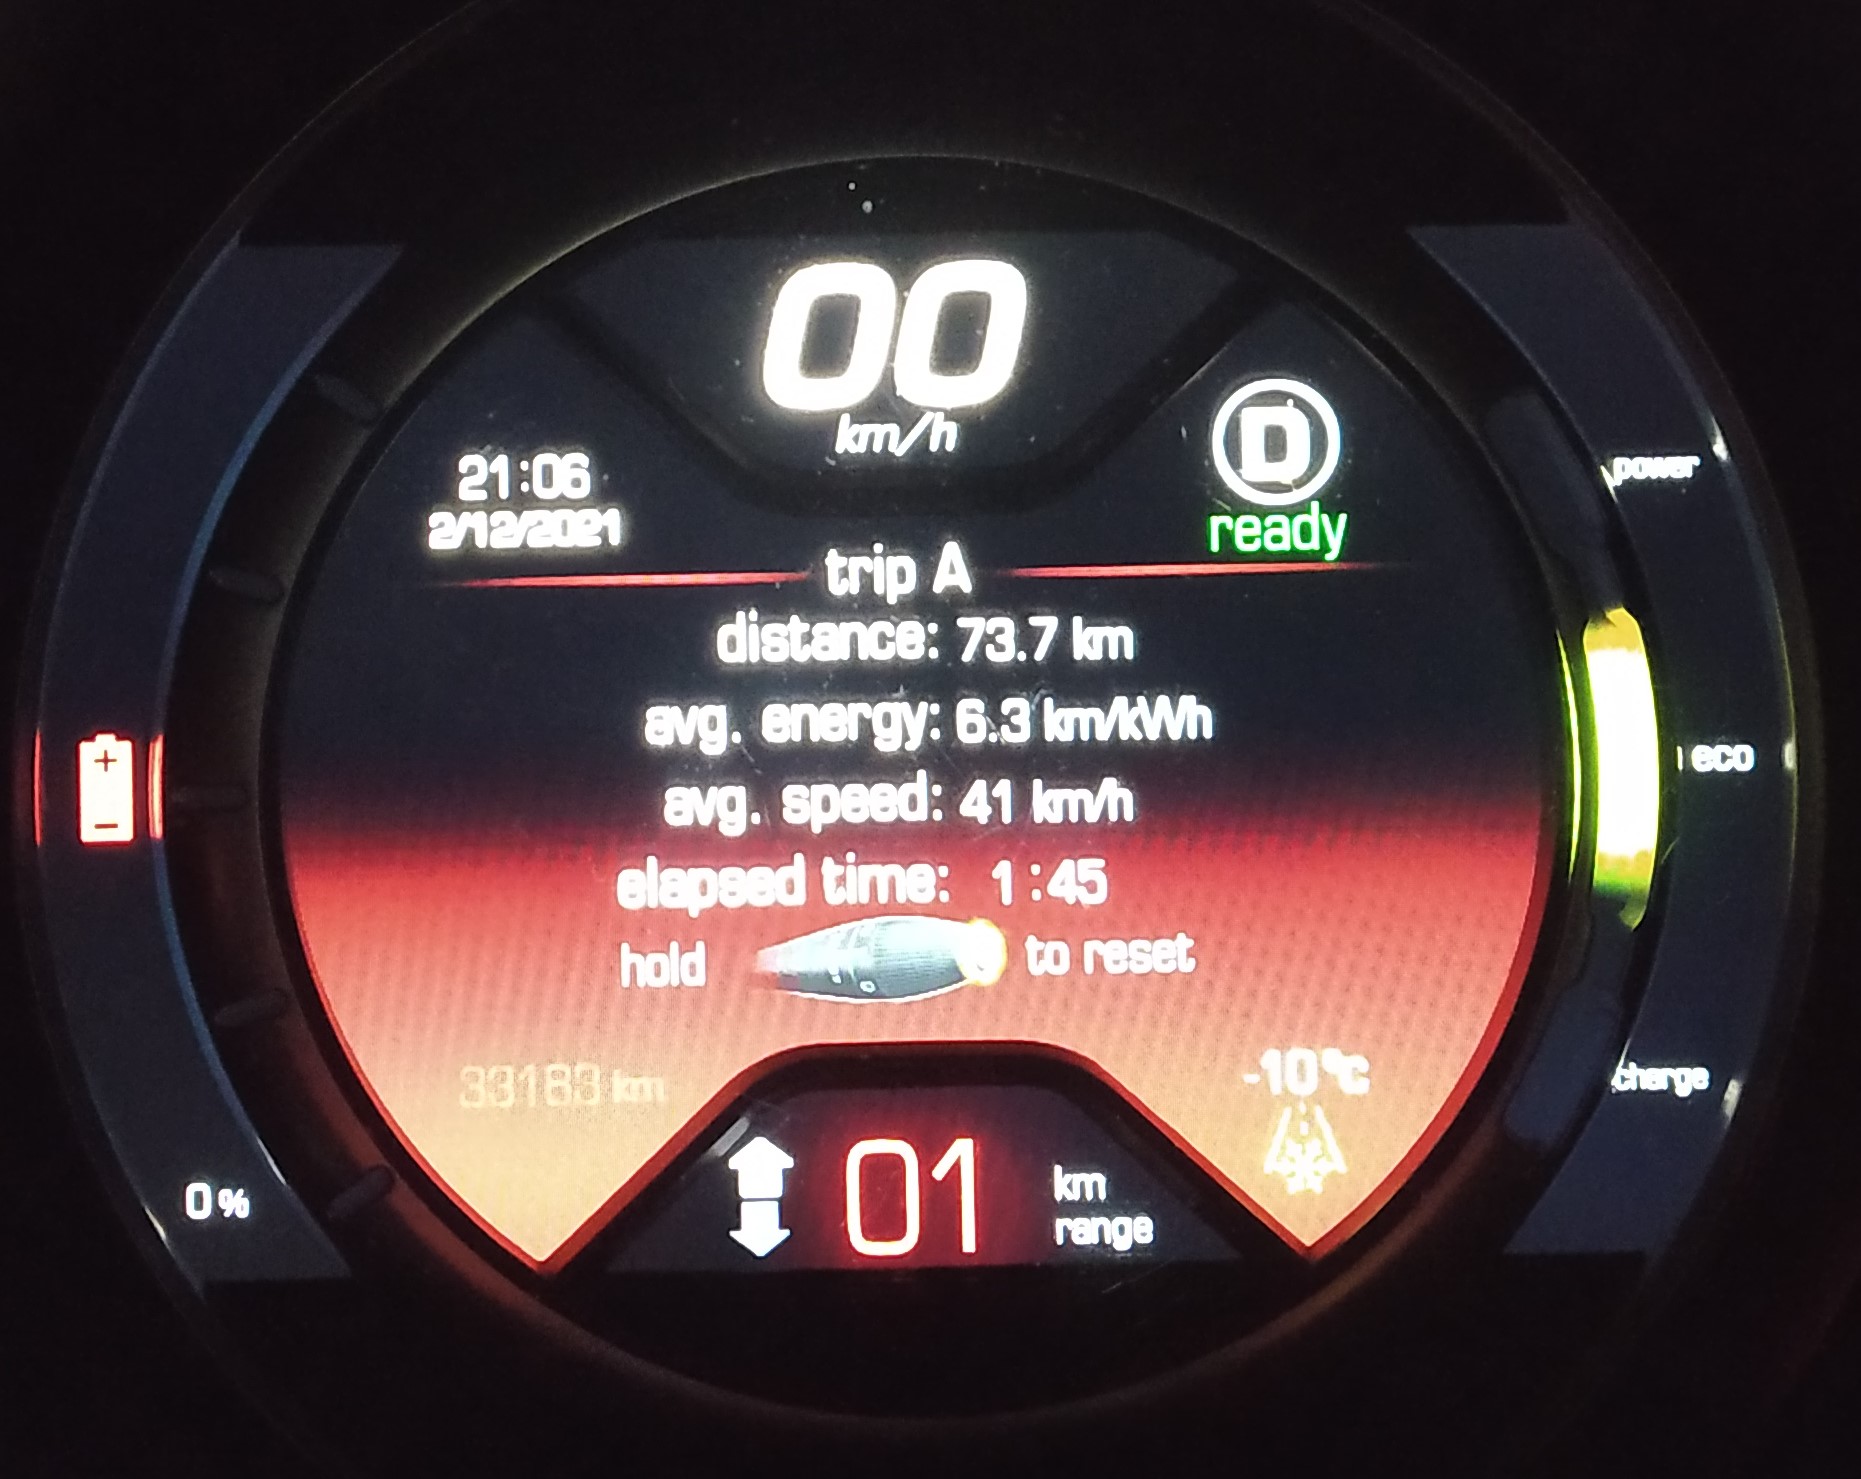 00
km/h
21:06
2/12/2021
D
ready
power
trip A
distance: 73.7 km
avg. energy: 6.3 km/kWh
eco
avg. speed: 41 km/h
elapsed time: 1:45
hold to reset
33183 km
-10°C
charge
0 %
01 km range